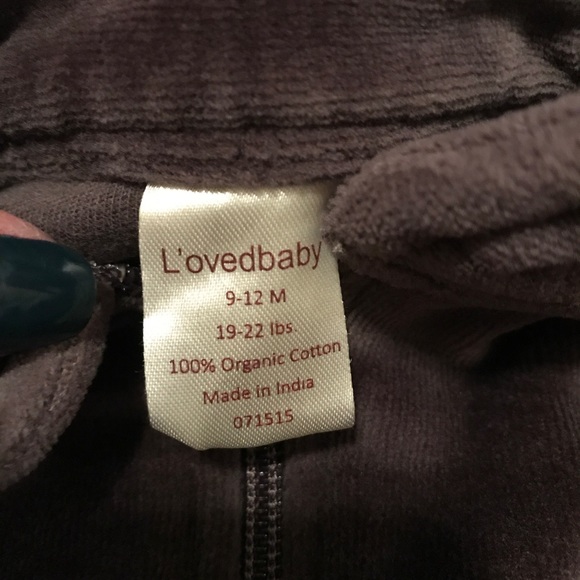 L'ovedbaby
9-12 M
19-22 lbs.
100% Organic Cotton
Made in India
071515